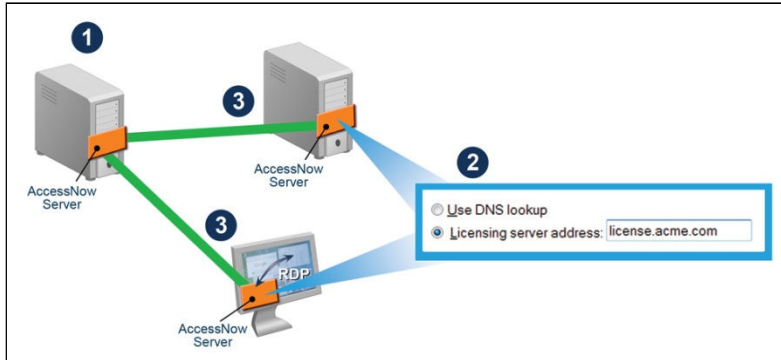 1
3
AccessNow
Server
AccessNow
Server
2
Use DNS lookup
Licensing server address: license.acme.com
3
RDP
AccessNow
Server